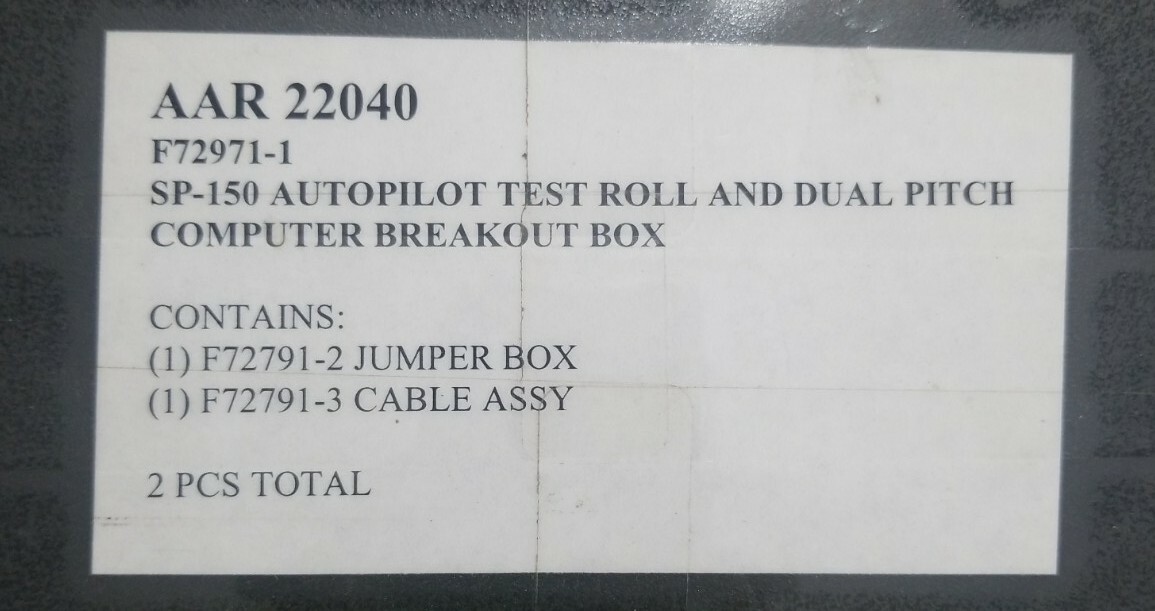 AAR 22040
F72971-1
SP-150 AUTOPILOT TEST ROLL AND DUAL PITCH
COMPUTER BREAKOUT BOX
CONTAINS:
(1) F72791-2 JUMPER BOX
(1) F72791-3 CABLE ASSY
2 PCS TOTAL